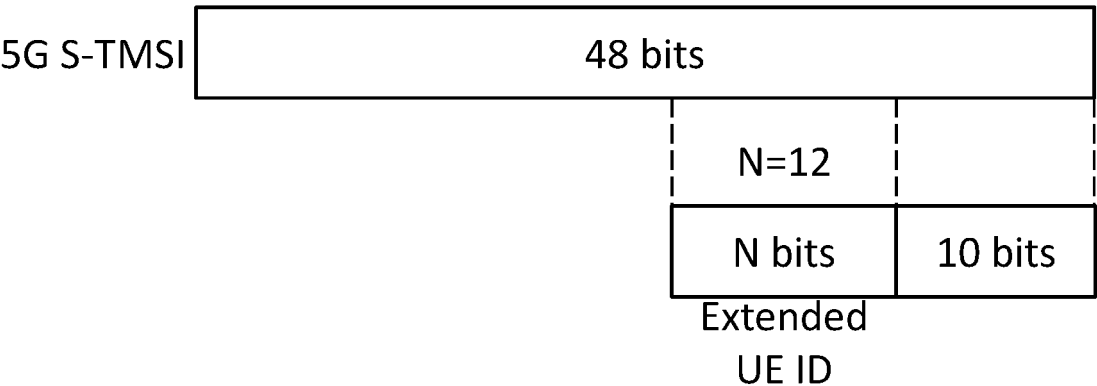 5G S-TMSI
48 bits
N=12
N bits
10 bits
Extended
UE ID